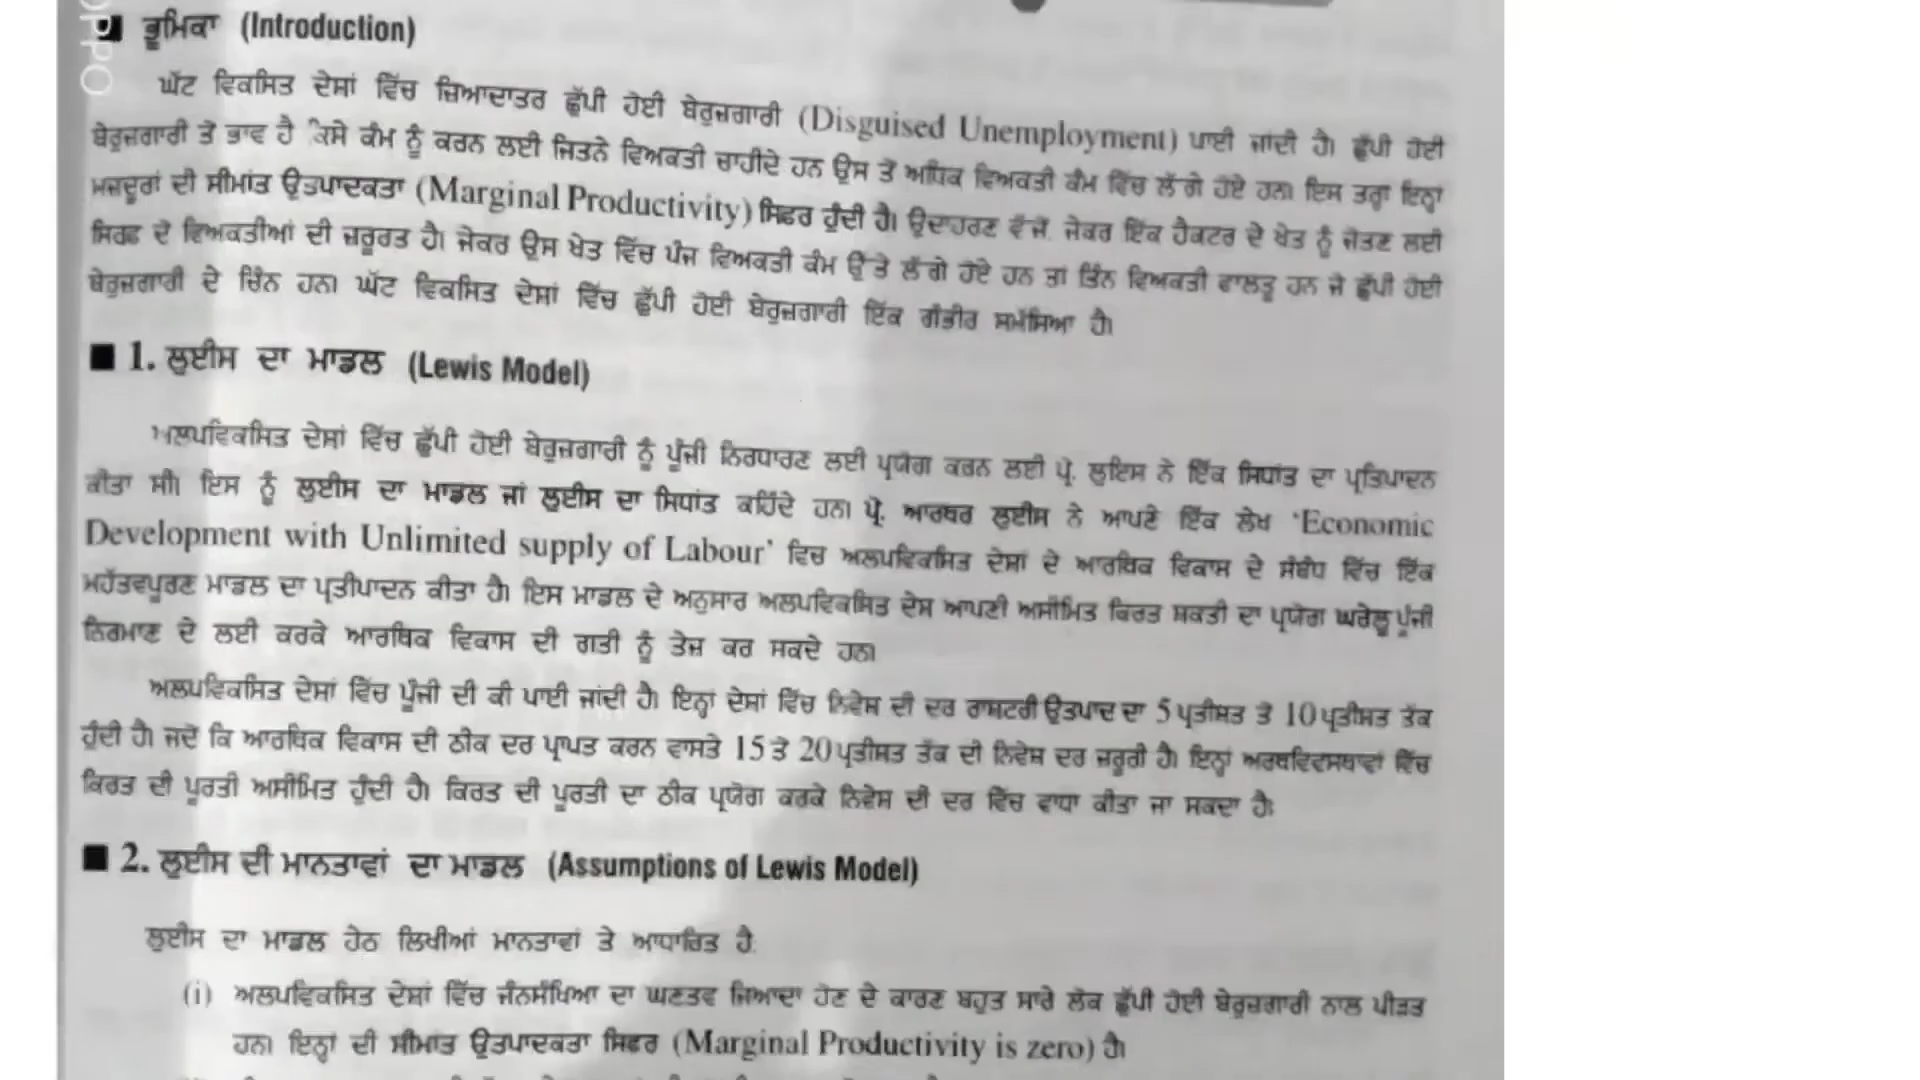 ਭੂਮਿਕਾ (Introduction)
ਘੱਟ ਵਿਕਸਿਤ ਦੇਸਾਂ ਵਿੱਚ ਜ਼ਿਆਦਾਤਰ ਛੁੱਪੀ ਹੋਈ ਬੇਰੁਜ਼ਗਾਰੀ (Disguised Unemployment) ਪਾਈ ਜਾਂਦੀ ਹੈ। ਛੁੱਪੀ ਹੋਈ
ਬੇਰੁਜ਼ਗਾਰੀ ਤੋਂ ਭਾਵ ਹੈ ਕਿਸੇ ਕੰਮ ਨੂੰ ਕਰਨ ਲਈ ਜਿਤਨੇ ਵਿਅਕਤੀ ਚਾਹੀਦੇ ਹਨ ਉਸ ਤੋਂ ਅਧਿਕ ਵਿਅਕਤੀ ਕੰਮ ਵਿੱਚ ਲੱਗੇ ਹੋਏ ਹਨ। ਇਸ ਤਰ੍ਹਾਂ ਇਨ੍ਹਾਂ
ਮਜ਼ਦੂਰਾਂ ਦੀ ਸੀਮਾਂਤ ਉਤਪਾਦਕਤਾ (Marginal Productivity) ਸਿਫਰ ਹੁੰਦੀ ਹੈ। ਉਦਾਹਰਣ ਵੱਜੋਂ, ਜੇਕਰ ਇੱਕ ਹੈਕਟਰ ਦੇ ਖੇਤ ਨੂੰ ਜੋਤਣ ਲਈ
ਸਿਰਫ ਦੋ ਵਿਅਕਤੀਆਂ ਦੀ ਜ਼ਰੂਰਤ ਹੈ। ਜੇਕਰ ਉਸ ਖੇਤ ਵਿੱਚ ਪੰਜ ਵਿਅਕਤੀ ਕੰਮ ਉੱਤੇ ਲੱਗੇ ਹੋਏ ਹਨ ਤਾਂ ਤਿੰਨ ਵਿਅਕਤੀ ਫਾਲਤੂ ਹਨ ਜੋ ਛੁੱਪੀ ਹੋਈ
ਬੇਰੁਜ਼ਗਾਰੀ ਦੇ ਚਿੰਨ ਹਨ। ਘੱਟ ਵਿਕਸਿਤ ਦੇਸਾਂ ਵਿੱਚ ਛੁੱਪੀ ਹੋਈ ਬੇਰੁਜ਼ਗਾਰੀ ਇੱਕ ਗੰਭੀਰ ਸਮੱਸਿਆ ਹੈ।
1. ਲੁਈਸ ਦਾ ਮਾਡਲ (Lewis Model)
ਅਲਪਵਿਕਸਿਤ ਦੇਸਾਂ ਵਿੱਚ ਛੁੱਪੀ ਹੋਈ ਬੇਰੁਜ਼ਗਾਰੀ ਨੂੰ ਪੂੰਜੀ ਨਿਰਧਾਰਣ ਲਈ ਪ੍ਰਯੋਗ ਕਰਨ ਲਈ ਪ੍ਰੋ. ਲੁਇਸ ਨੇ ਇੱਕ ਸਿਧਾਂਤ ਦਾ ਪ੍ਰਤਿਪਾਦਨ
ਕੀਤਾ ਸੀ। ਇਸ ਨੂੰ ਲੁਈਸ ਦਾ ਮਾਡਲ ਜਾਂ ਲੁਈਸ ਦਾ ਸਿਧਾਂਤ ਕਹਿੰਦੇ ਹਨ। ਪ੍ਰੋ. ਆਰਥਰ ਲੁਈਸ ਨੇ ਆਪਣੇ ਇੱਕ ਲੇਖ 'Economic
Development with Unlimited supply of Labour' ਵਿਚ ਅਲਪਵਿਕਸਿਤ ਦੇਸਾਂ ਦੇ ਆਰਥਿਕ ਵਿਕਾਸ ਦੇ ਸੰਬੰਧ ਵਿੱਚ ਇੱਕ
ਮਹੱਤਵਪੂਰਣ ਮਾਡਲ ਦਾ ਪ੍ਰਤੀਪਾਦਨ ਕੀਤਾ ਹੈ। ਇਸ ਮਾਡਲ ਦੇ ਅਨੁਸਾਰ ਅਲਪਵਿਕਸਿਤ ਦੇਸ ਆਪਣੀ ਅਸੀਮਿਤ ਕਿਰਤ ਸ਼ਕਤੀ ਦਾ ਪ੍ਰਯੋਗ ਘਰੇਲੂ ਪੂੰਜੀ
ਨਿਰਮਾਣ ਦੇ ਲਈ ਕਰਕੇ ਆਰਥਿਕ ਵਿਕਾਸ ਦੀ ਗਤੀ ਨੂੰ ਤੇਜ਼ ਕਰ ਸਕਦੇ ਹਨ।
ਅਲਪਵਿਕਸਿਤ ਦੇਸਾਂ ਵਿੱਚ ਪੂੰਜੀ ਦੀ ਕੀ ਪਾਈ ਜਾਂਦੀ ਹੈ। ਇਨ੍ਹਾਂ ਦੇਸਾਂ ਵਿੱਚ ਨਿਵੇਸ਼ ਦੀ ਦਰ ਰਾਸ਼ਟਰੀ ਉਤਪਾਦ ਦਾ 5 ਪ੍ਰਤੀਸ਼ਤ ਤੋਂ 10 ਪ੍ਰਤੀਸ਼ਤ ਤੱਕ
ਹੁੰਦੀ ਹੈ। ਜਦੋਂ ਕਿ ਆਰਥਿਕ ਵਿਕਾਸ ਦੀ ਠੀਕ ਦਰ ਪ੍ਰਾਪਤ ਕਰਨ ਵਾਸਤੇ 15 ਤੋਂ 20 ਪ੍ਰਤੀਸ਼ਤ ਤੱਕ ਦੀ ਨਿਵੇਸ਼ ਦਰ ਜ਼ਰੂਰੀ ਹੈ। ਇਨ੍ਹਾਂ ਅਰਥਵਿਵਸਥਾਵਾਂ ਵਿੱਚ
ਕਿਰਤ ਦੀ ਪੂਰਤੀ ਅਸੀਮਿਤ ਹੁੰਦੀ ਹੈ। ਕਿਰਤ ਦੀ ਪੂਰਤੀ ਦਾ ਠੀਕ ਪ੍ਰਯੋਗ ਕਰਕੇ ਨਿਵੇਸ਼ ਦੀ ਦਰ ਵਿੱਚ ਵਾਧਾ ਕੀਤਾ ਜਾ ਸਕਦਾ ਹੈ।
2. ਲੁਈਸ ਦੀ ਮਾਨਤਾਵਾਂ ਦਾ ਮਾਡਲ (Assumptions of Lewis Model)
ਲੁਈਸ ਦਾ ਮਾਡਲ ਹੇਠ ਲਿਖੀਆਂ ਮਾਨਤਾਵਾਂ ਤੇ ਆਧਾਰਿਤ ਹੈ
(i) ਅਲਪਵਿਕਸਿਤ ਦੇਸਾਂ ਵਿੱਚ ਜੰਨਸੰਖਿਆ ਦਾ ਘਣਤਵ ਜ਼ਿਆਦਾ ਹੋਣ ਦੇ ਕਾਰਣ ਬਹੁਤ ਸਾਰੇ ਲੋਕ ਛੁੱਪੀ ਹੋਈ ਬੇਰੁਜ਼ਗਾਰੀ ਨਾਲ ਪੀੜਤ
ਹਨ। ਇਨ੍ਹਾਂ ਦੀ ਸੀਮਾਂਤ ਉਤਪਾਦਕਤਾ ਸਿਫਰ (Marginal Productivity is zero) ਹੈ।